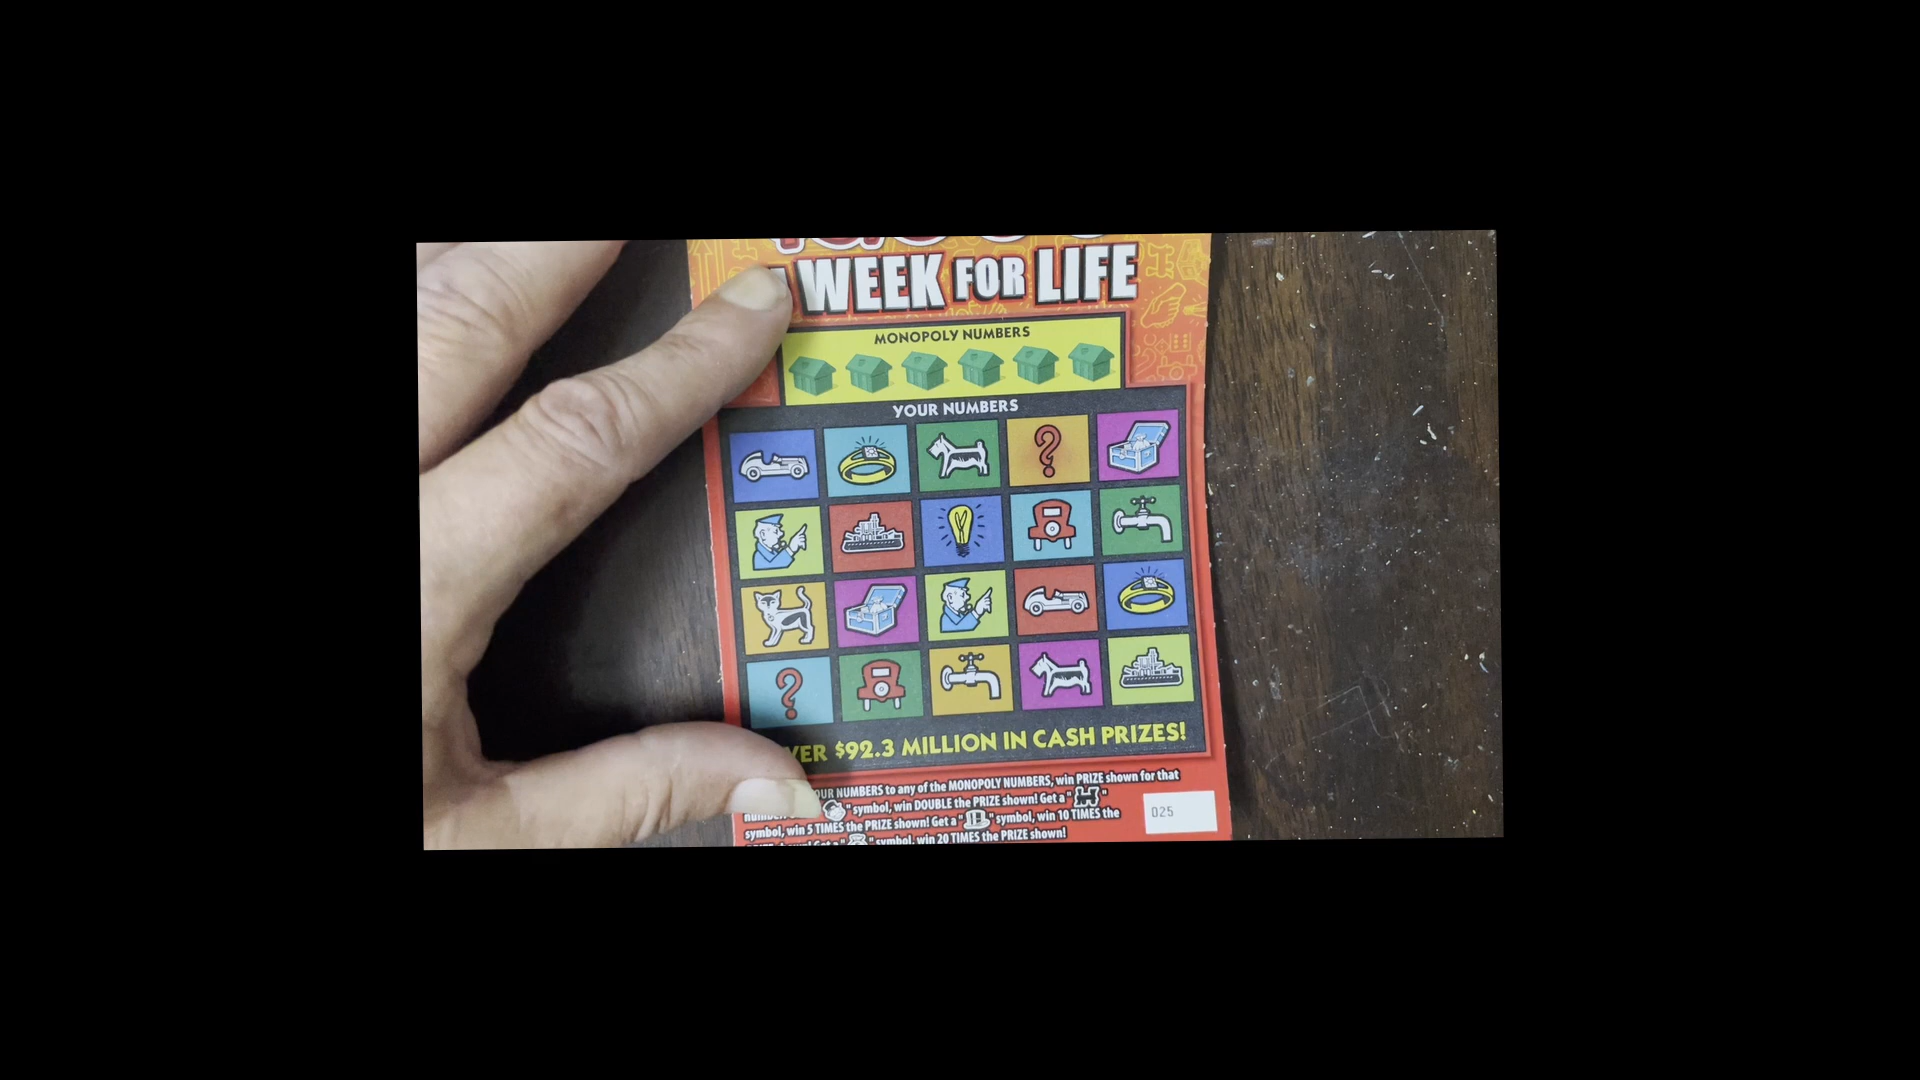 WEEK FOR LIFE
MONOPOLY NUMBERS
YOUR NUMBERS
VER $92.3 MILLION IN CASH PRIZES!
OUR NUMBERS to any of the MONOPOLY NUMBERS, win PRIZE shown for that
" symbol, win DOUBLE the PRIZE shown! Get a " "
symbol, win 5 TIMES the PRIZE shown! Get a " " symbol, win 10 TIMES the
" symbol, win 20 TIMES the PRIZE shown!
025